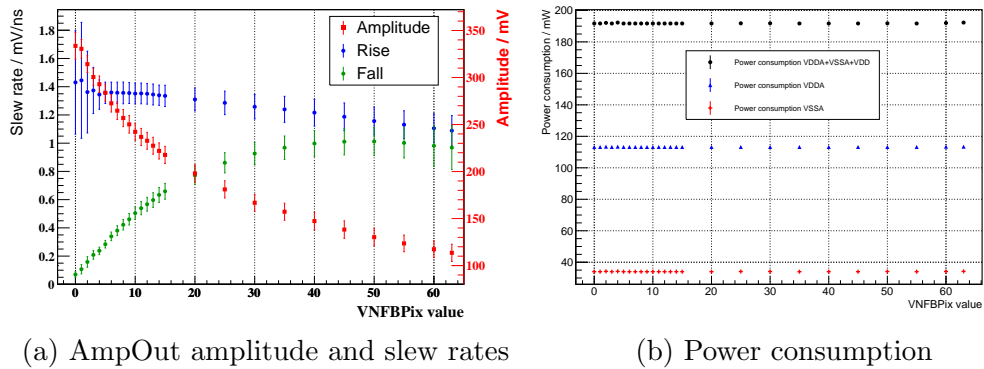 Slew rate / mV/ns
1.8
1.6
1.4
1.2
1
0.8
0.6
0.4
0.2
0
Amplitude
Rise
Fall
350
300
250
200
150
100
Amplitude / mV
0 10 20 30 40 50 60
VNFBPix value
(a) AmpOut amplitude and slew rates
Power consumption / mW
200
180
160
140
120
100
80
60
40
Power consumption VDDA+VSSA+VDD
Power consumption VDDA
Power consumption VSSA
0 10 20 30 40 50 60
VNFBPix value
(b) Power consumption